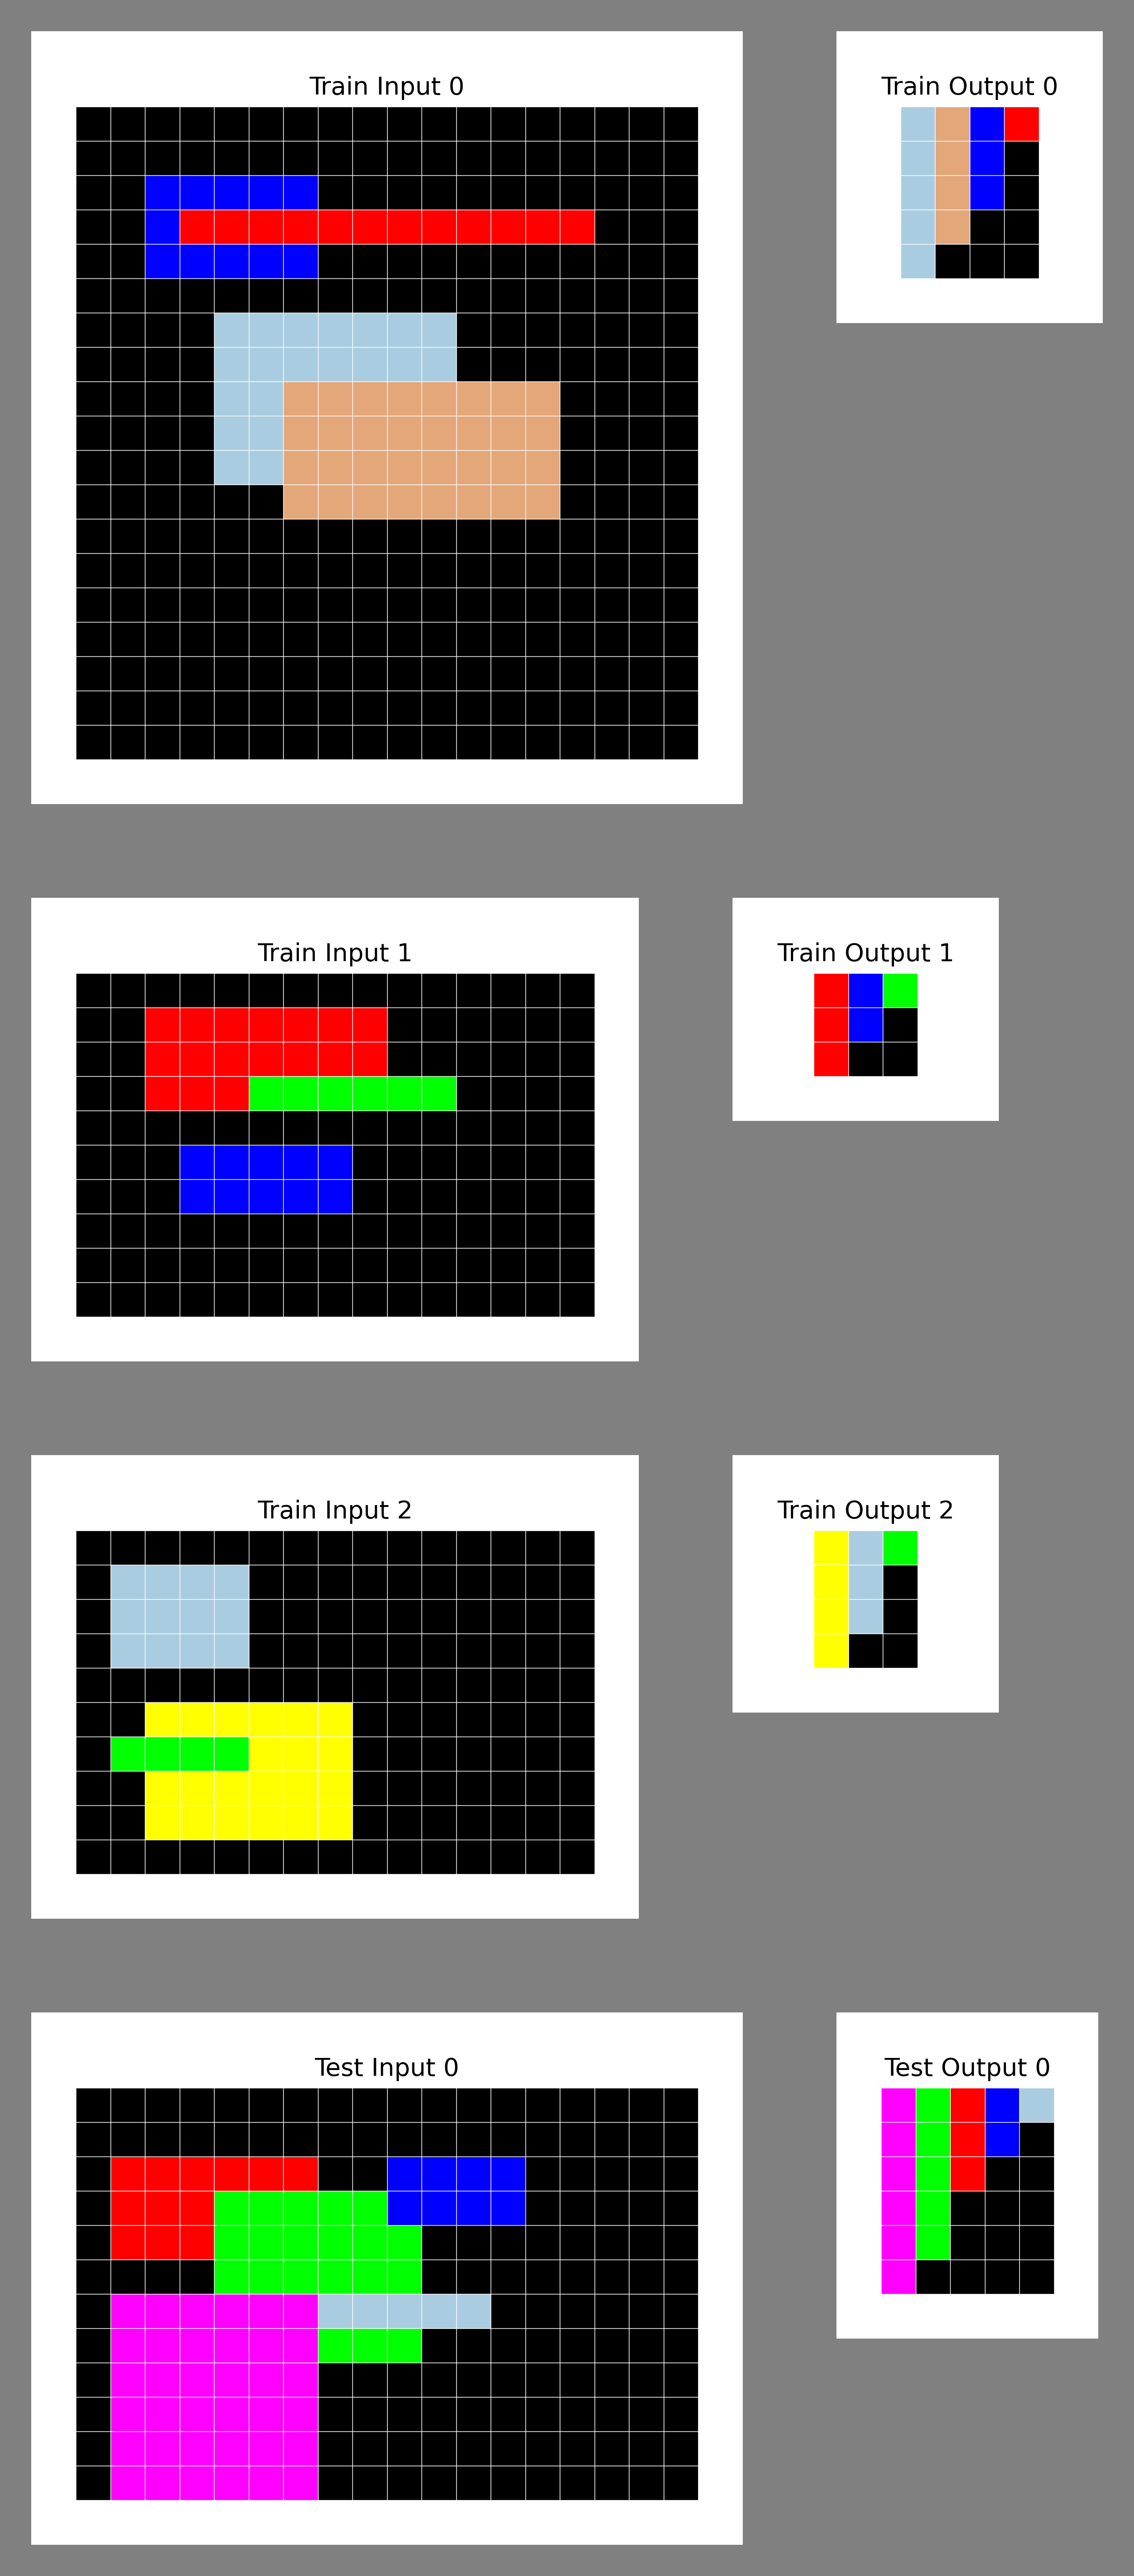 Train Input 0
Train Output 0
Train Input 1
Train Output 1
Train Input 2
Train Output 2
Test Input 0
Test Output 0